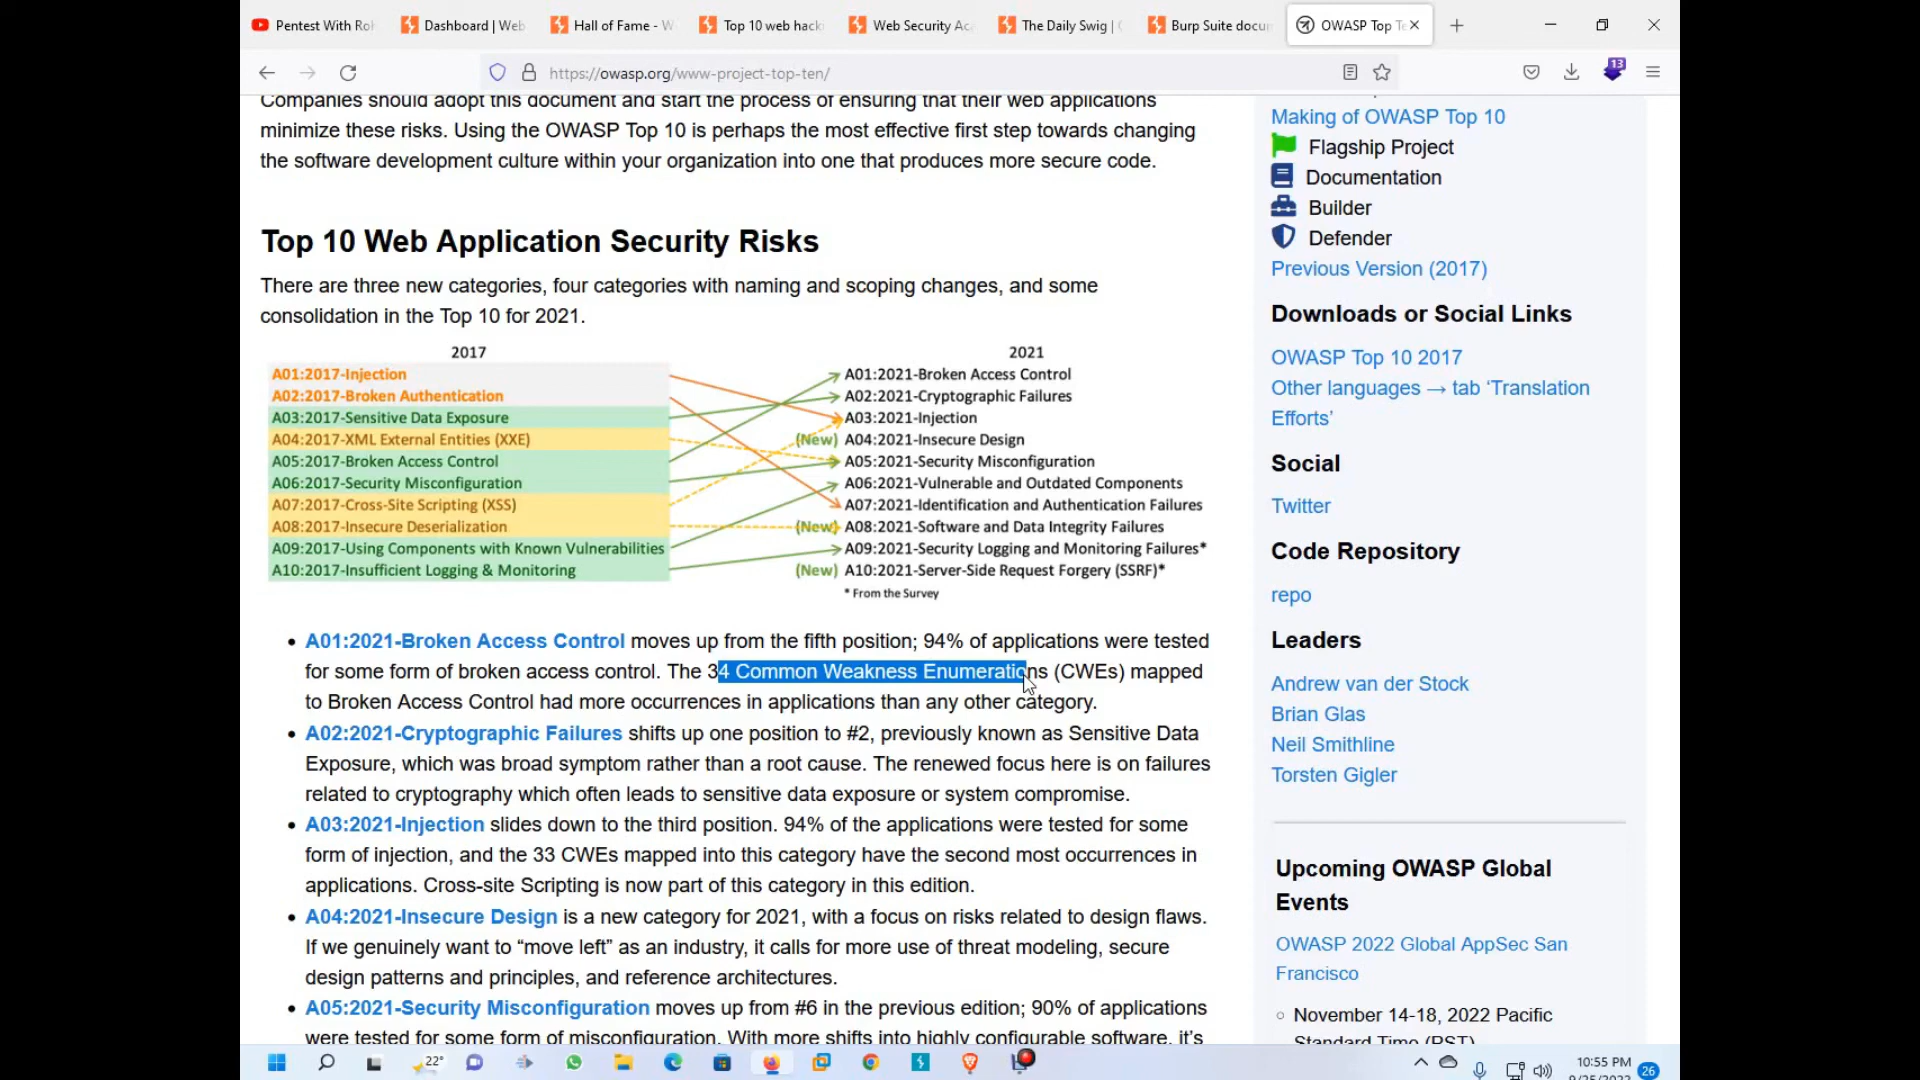 Pentest With Ro
Dashboard | Web
Hall of Fame - W
Top 10 web hack
Web Security Aca
The Daily Swig |
Burp Suite docu
OWASP Top Te
https://owasp.org/www-project-top-ten/
13
Companies should adopt this document and start the process of ensuring that their web applications
minimize these risks. Using the OWASP Top 10 is perhaps the most effective first step towards changing
the software development culture within your organization into one that produces more secure code.
Top 10 Web Application Security Risks
There are three new categories, four categories with naming and scoping changes, and some
consolidation in the Top 10 for 2021.
2017
2021
A01:2017-Injection
A02:2017-Broken Authentication
A03:2017-Sensitive Data Exposure
A04:2017-XML External Entities (XXE)
A05:2017-Broken Access Control
A06:2017-Security Misconfiguration
A07:2017-Cross-Site Scripting (XSS)
A08:2017-Insecure Deserialization
A09:2017-Using Components with Known Vulnerabilities
A10:2017-Insufficient Logging & Monitoring
A01:2021-Broken Access Control
A02:2021-Cryptographic Failures
A03:2021-Injection
(New) A04:2021-Insecure Design
A05:2021-Security Misconfiguration
A06:2021-Vulnerable and Outdated Components
A07:2021-Identification and Authentication Failures
(New) A08:2021-Software and Data Integrity Failures
A09:2021-Security Logging and Monitoring Failures*
(New) A10:2021-Server-Side Request Forgery (SSRF)*
* From the Survey
• A01:2021-Broken Access Control moves up from the fifth position; 94% of applications were tested
for some form of broken access control. The 34 Common Weakness Enumerations (CWEs) mapped
to Broken Access Control had more occurrences in applications than any other category.
• A02:2021-Cryptographic Failures shifts up one position to #2, previously known as Sensitive Data
Exposure, which was broad symptom rather than a root cause. The renewed focus here is on failures
related to cryptography which often leads to sensitive data exposure or system compromise.
• A03:2021-Injection slides down to the third position. 94% of the applications were tested for some
form of injection, and the 33 CWEs mapped into this category have the second most occurrences in
applications. Cross-site Scripting is now part of this category in this edition.
• A04:2021-Insecure Design is a new category for 2021, with a focus on risks related to design flaws.
If we genuinely want to “move left” as an industry, it calls for more use of threat modeling, secure
design patterns and principles, and reference architectures.
• A05:2021-Security Misconfiguration moves up from #6 in the previous edition; 90% of applications
were tested for some form of misconfiguration. With more shifts into highly configurable software, it’s
Making of OWASP Top 10
Flagship Project
Documentation
Builder
Defender
Previous Version (2017)
Downloads or Social Links
OWASP Top 10 2017
Other languages → tab ‘Translation
Efforts’
Social
Twitter
Code Repository
repo
Leaders
Andrew van der Stock
Brian Glas
Neil Smithline
Torsten Gigler
Upcoming OWASP Global
Events
OWASP 2022 Global AppSec San
Francisco
○ November 14-18, 2022 Pacific
Standard Time (PST)
22°
10:55 PM
26